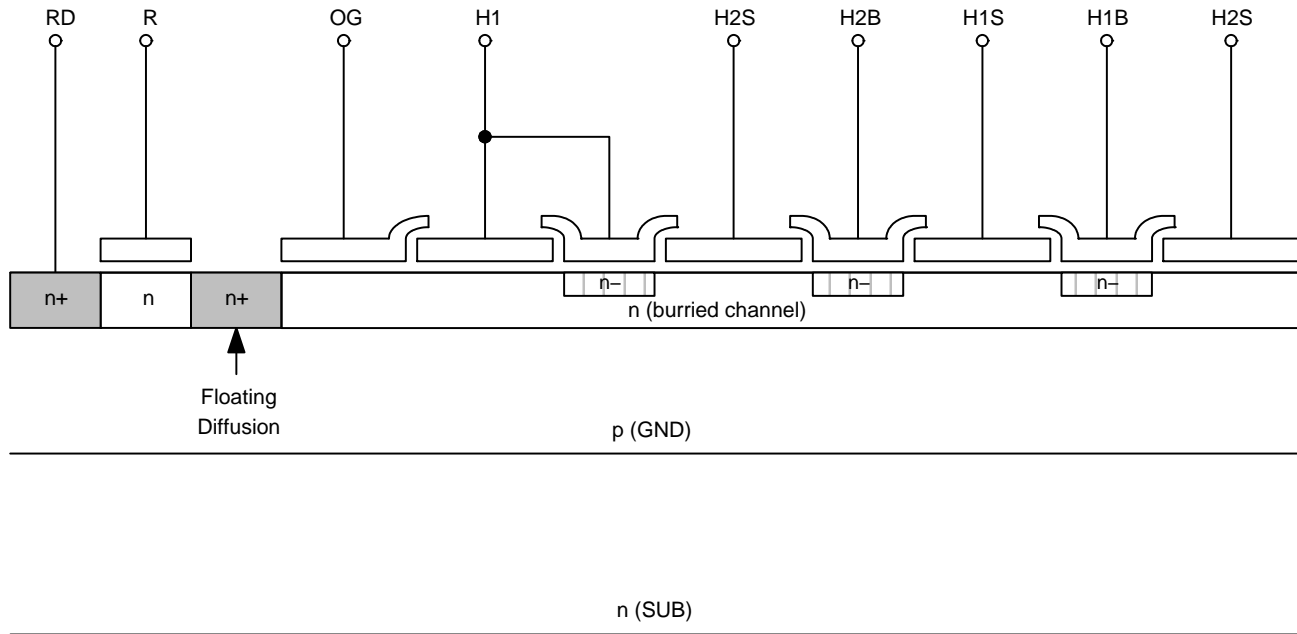 RD R OG H1 H2S H2B H1S H1B H2S
n+ n n+ n– n– n–
n (burried channel)
Floating
Diffusion
p (GND)
n (SUB)